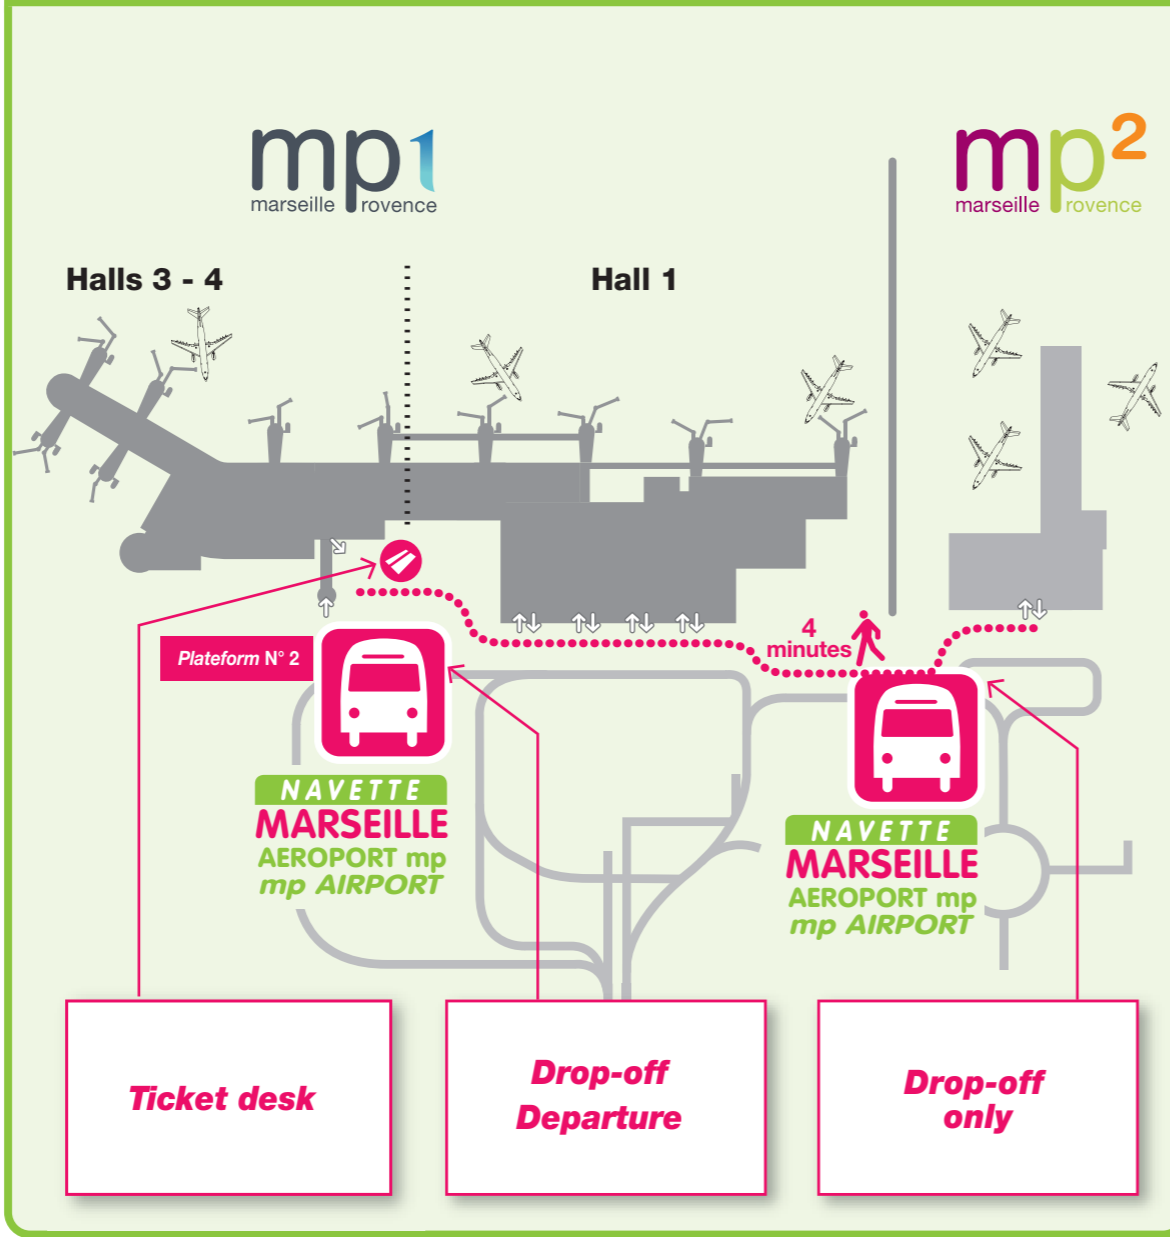 mp1
marseille provence
mp2
marseille provence
Halls 3 - 4
Hall 1
4
minutes
Plateform N° 2
NAVETTE
MARSEILLE
AEROPORT mp
mp AIRPORT
NAVETTE
MARSEILLE
AEROPORT mp
mp AIRPORT
Ticket desk
Drop-off
Departure
Drop-off
only